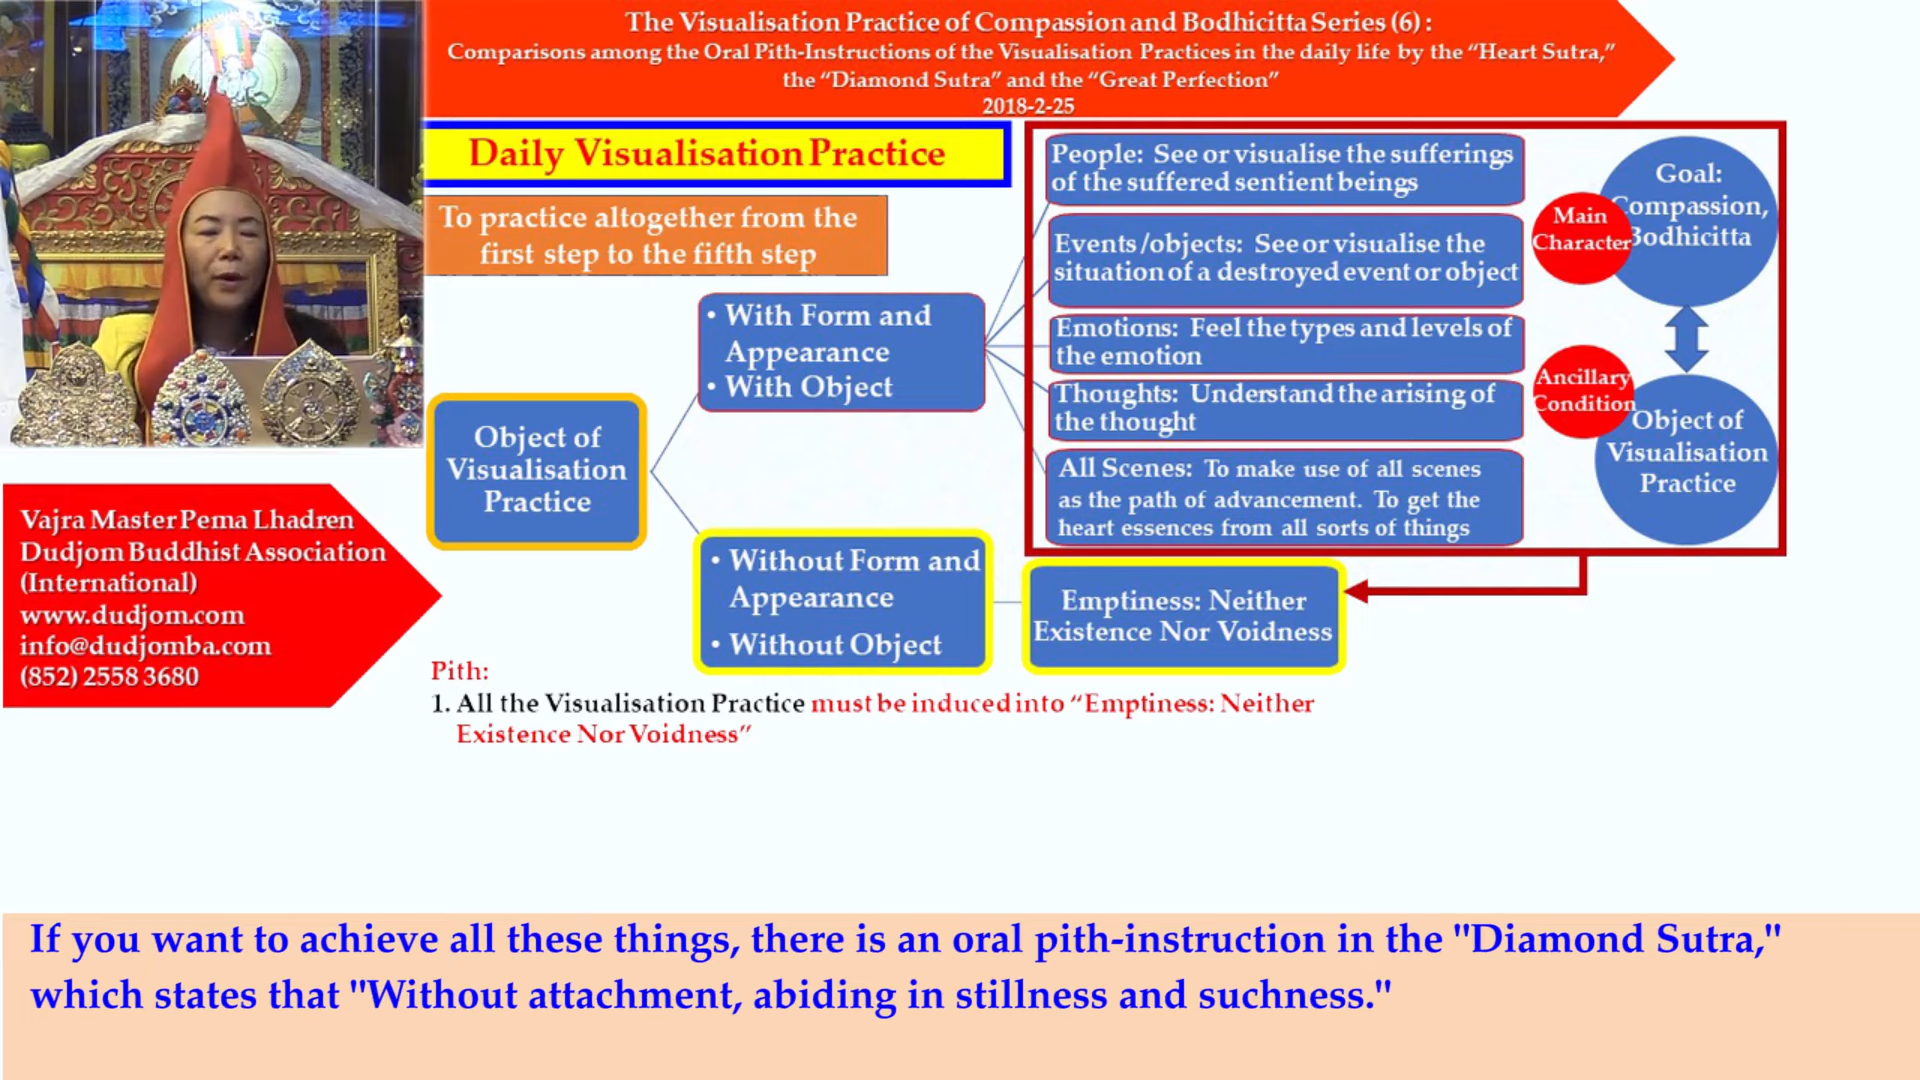 The Visualisation Practice of Compassion and Bodhicitta Series (6) :
Comparisons among the Oral Pith-Instructions of the Visualisation Practices in the daily life by the “Heart Sutra,”
the “Diamond Sutra” and the “Great Perfection”
2018-2-25
Daily Visualisation Practice
To practice altogether from the
first step to the fifth step
Object of
Visualisation
Practice
• With Form and
Appearance
• With Object
• Without Form and
Appearance
• Without Object
People: See or visualise the sufferings
of the suffered sentient beings
Events /objects: See or visualise the
situation of a destroyed event or object
Emotions: Feel the types and levels of
the emotion
Thoughts: Understand the arising of
the thought
All Scenes: To make use of all scenes
as the path of advancement. To get the
heart essences from all sorts of things
Main
Character
Goal:
Compassion,
Bodhicitta
Ancillary
Condition
Object of
Visualisation
Practice
Emptiness: Neither
Existence Nor Voidness
Vajra Master Pema Lhadren
Dudjom Buddhist Association
(International)
www.dudjom.com
info@dudjomba.com
(852) 2558 3680
Pith:
1. All the Visualisation Practice must be induced into “Emptiness: Neither
Existence Nor Voidness”
If you want to achieve all these things, there is an oral pith-instruction in the "Diamond Sutra,"
which states that "Without attachment, abiding in stillness and suchness."